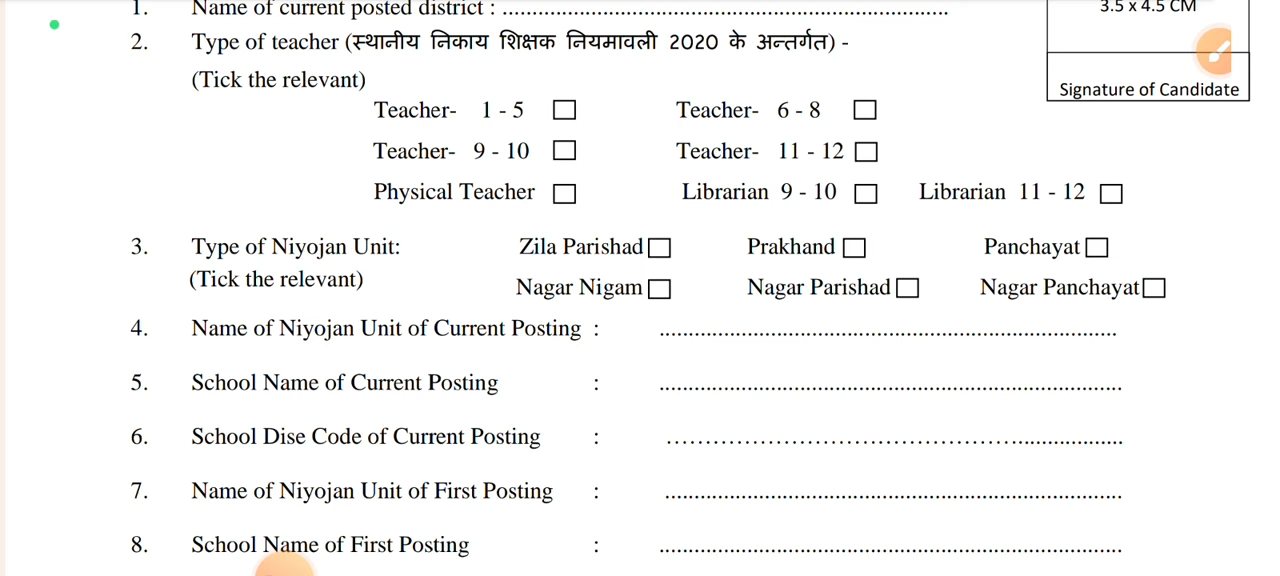 1. Name of current posted district : ................................................................................
3.5 x 4.5 CM
2. Type of teacher (स्थानीय निकाय शिक्षक नियमावली 2020 के अन्तर्गत) -
(Tick the relevant)
Signature of Candidate
Teacher- 1 - 5 ☐ Teacher- 6 - 8 ☐
Teacher- 9 - 10 ☐ Teacher- 11 - 12 ☐
Physical Teacher ☐ Librarian 9 - 10 ☐ Librarian 11 - 12 ☐
3. Type of Niyojan Unit: Zila Parishad ☐ Prakhand ☐ Panchayat ☐
(Tick the relevant) Nagar Nigam ☐ Nagar Parishad ☐ Nagar Panchayat ☐
4. Name of Niyojan Unit of Current Posting : ................................................................................
5. School Name of Current Posting : ................................................................................
6. School Dise Code of Current Posting : ................................................................................
7. Name of Niyojan Unit of First Posting : ................................................................................
8. School Name of First Posting : ................................................................................